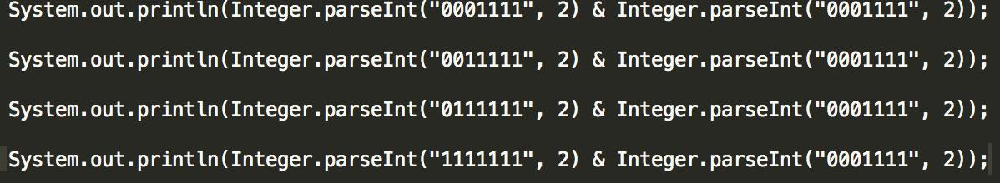 System.out.println(Integer.parseInt("0001111", 2) & Integer.parseInt("0001111", 2));
System.out.println(Integer.parseInt("0011111", 2) & Integer.parseInt("0001111", 2));
System.out.println(Integer.parseInt("0111111", 2) & Integer.parseInt("0001111", 2));
System.out.println(Integer.parseInt("1111111", 2) & Integer.parseInt("0001111", 2));